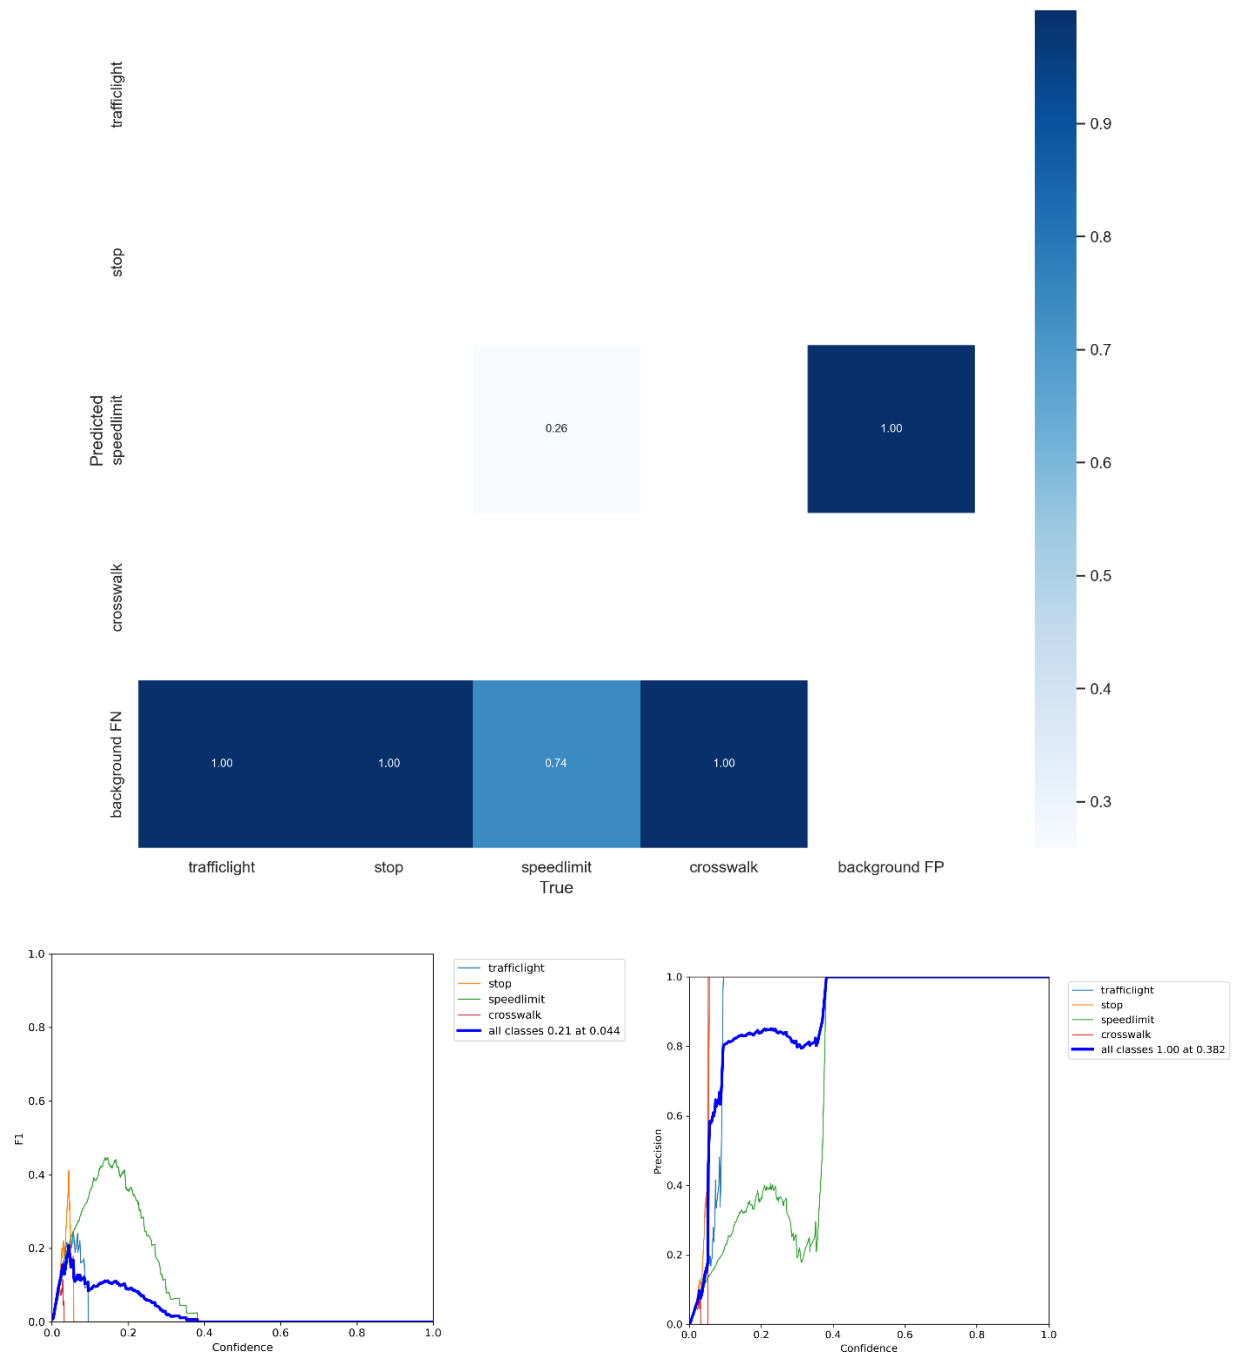 trafficlight
stop
Predicted
speedlimit
crosswalk
background FN
0.26
1.00
1.00
1.00
0.74
1.00
trafficlight
stop
speedlimit
crosswalk
background FP
True
0.9
0.8
0.7
0.6
0.5
0.4
0.3
1.0
0.8
0.6
0.4
0.2
0.0
F1
0.0
0.2
0.4
0.6
0.8
1.0
Confidence
trafficlight
stop
speedlimit
crosswalk
all classes 0.21 at 0.044
1.0
0.8
0.6
0.4
0.2
0.0
Precision
0.0
0.2
0.4
0.6
0.8
1.0
Confidence
trafficlight
stop
speedlimit
crosswalk
all classes 1.00 at 0.382